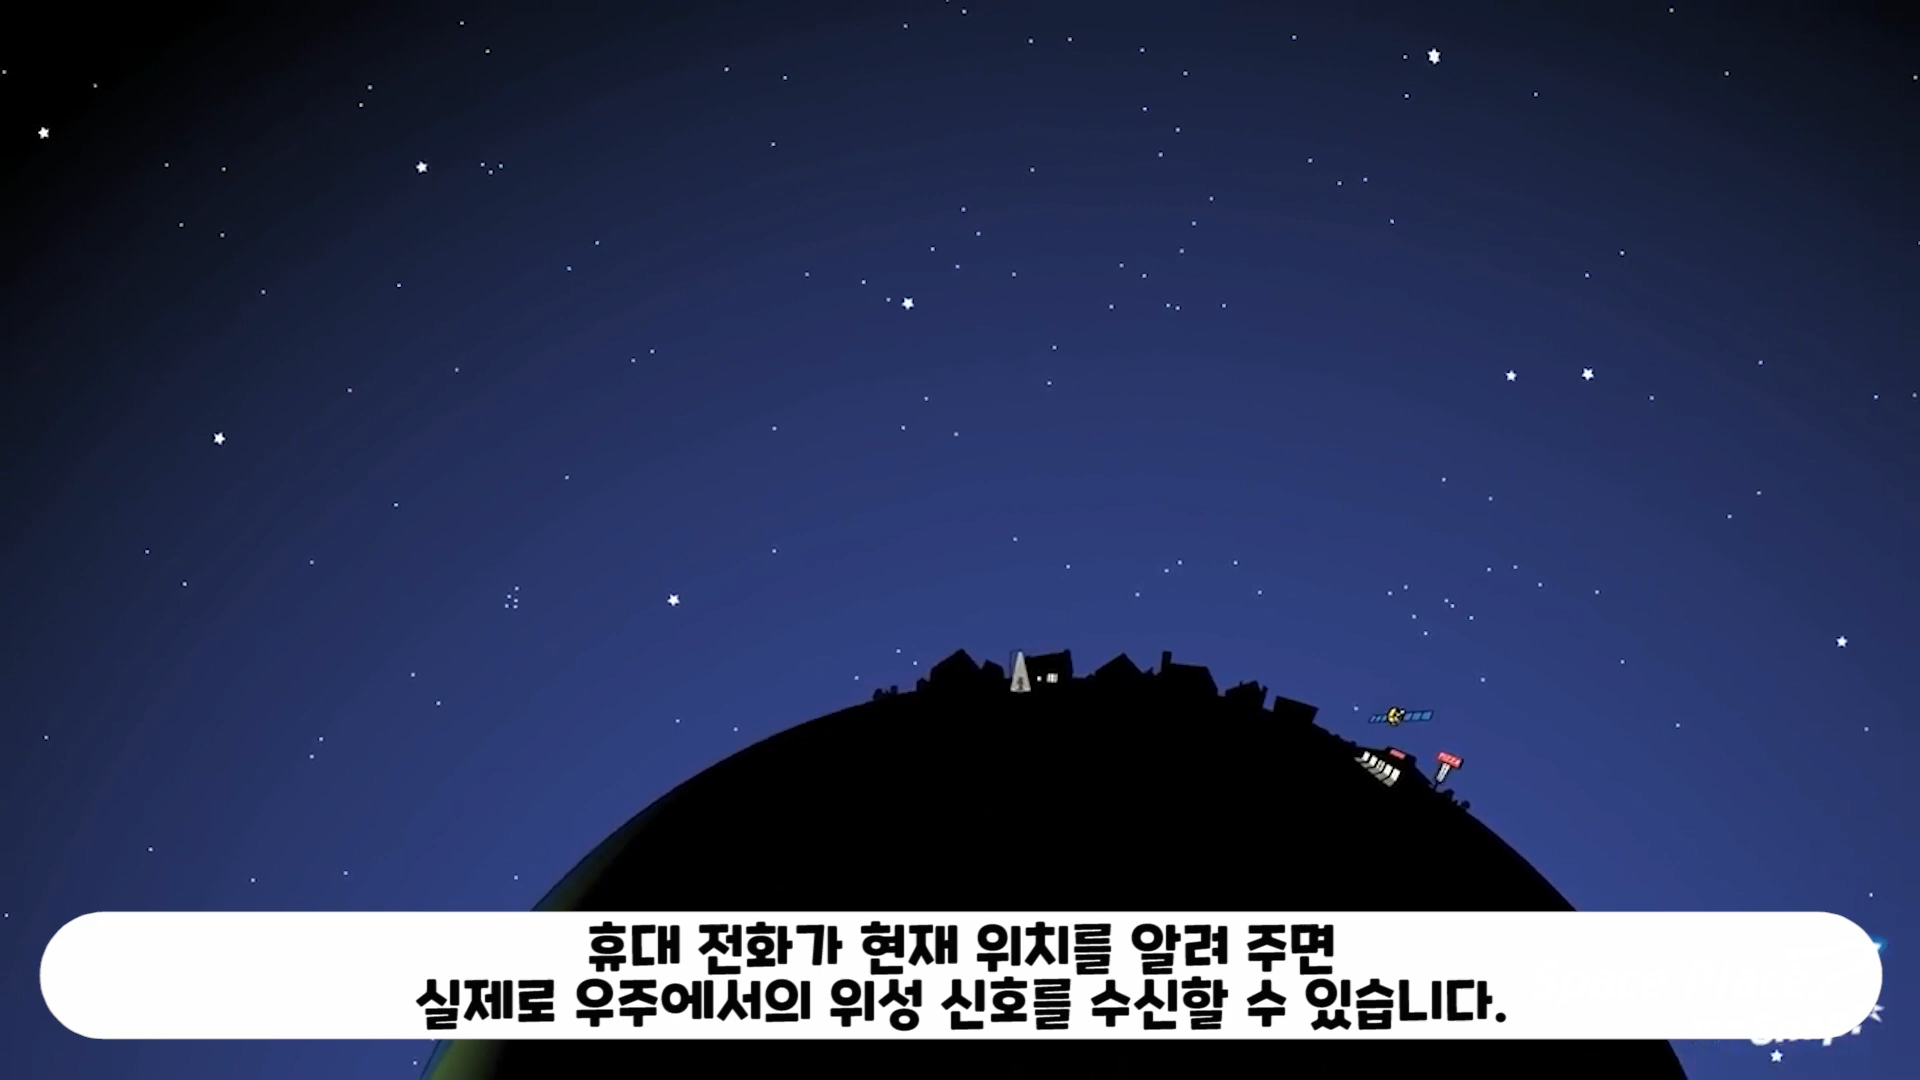 PIZZA
휴대 전화가 현재 위치를 알려 주면
실제로 우주에서의 위성 신호를 수신할 수 있습니다.